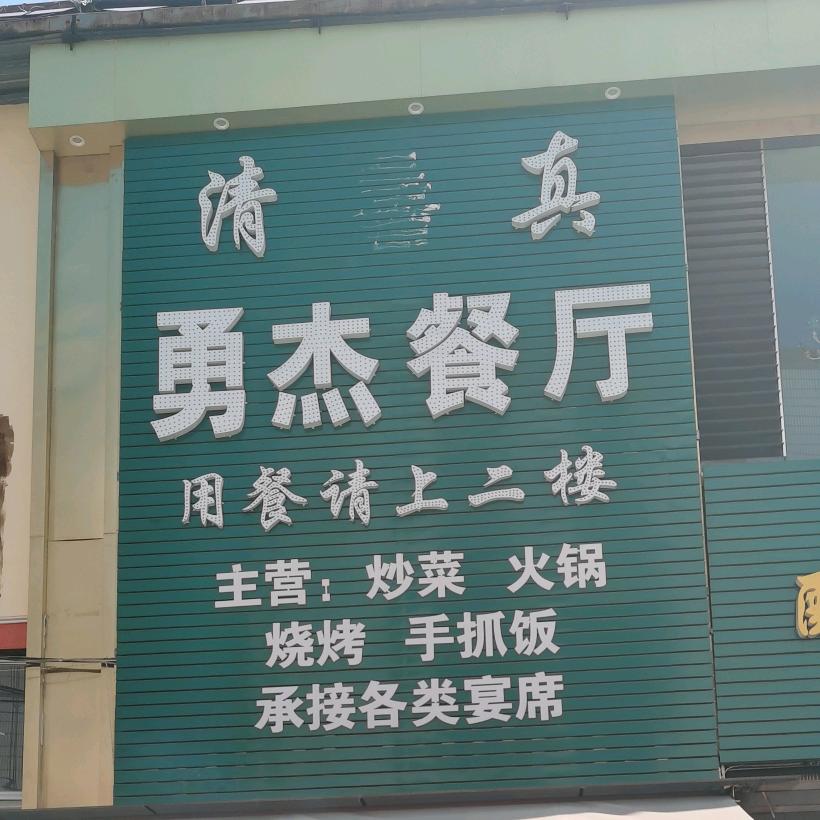 清 真
勇杰餐厅
用餐请上二楼
主营：炒菜 火锅
烧烤 手抓饭
承接各类宴席